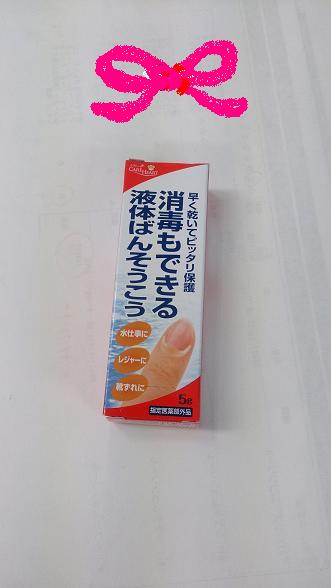 CareHeart
早く乾いてピッタリ保護
消毒もできる
液体ばんそうこう
水仕事に
レジャーに
靴ずれに
5g
指定医薬部外品